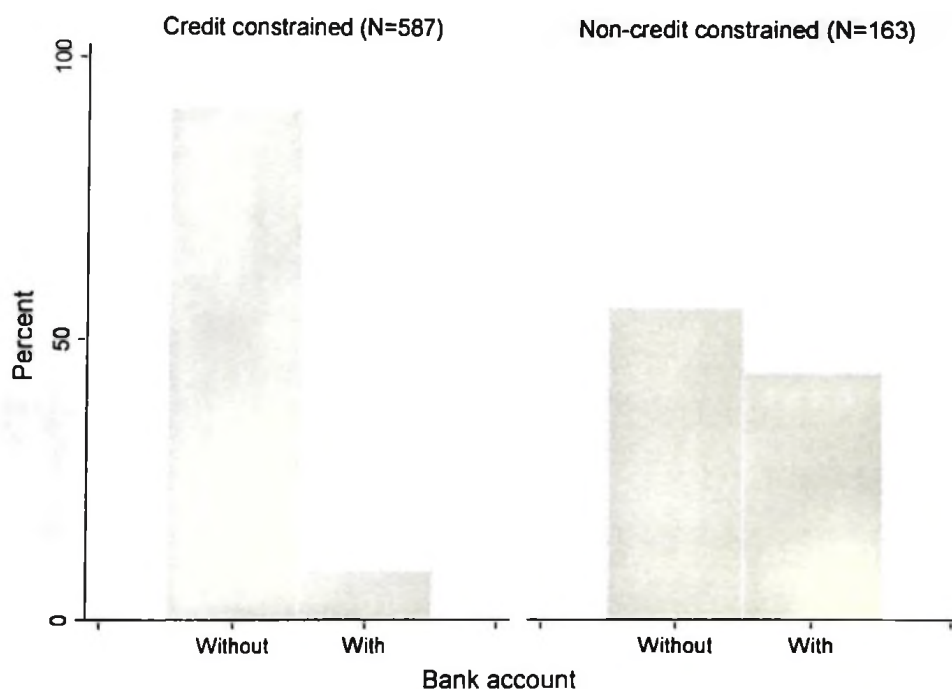 Credit constrained (N=587)
Non-credit constrained (N=163)
100
50
0
Percent
Without
With
Without
With
Bank account